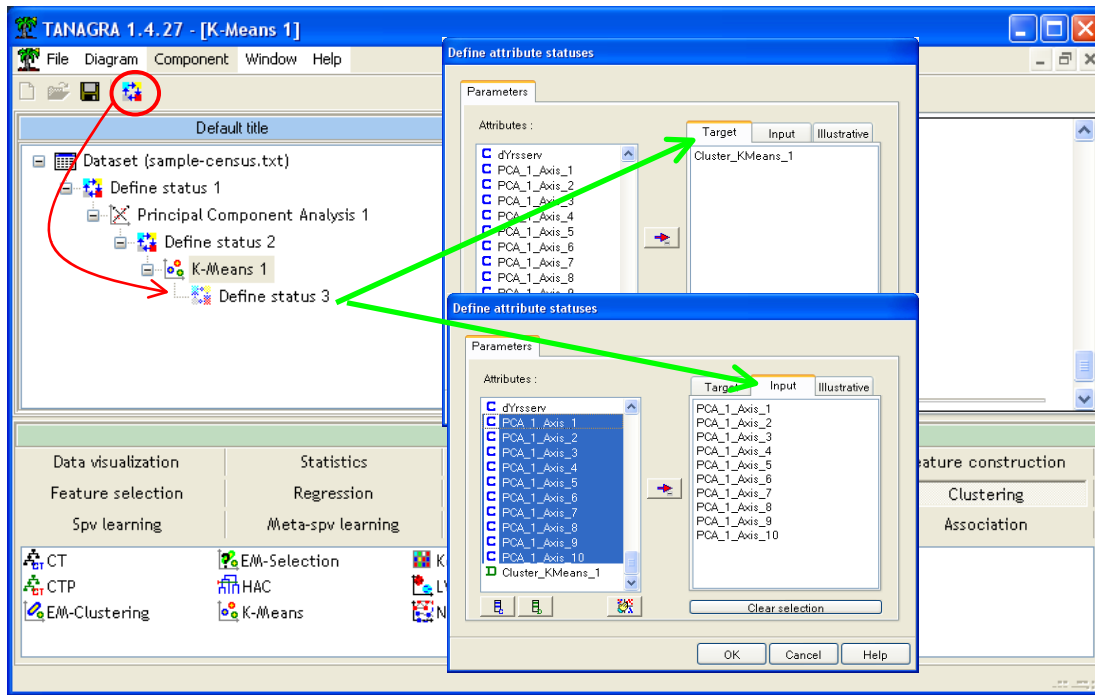 TANAGRA 1.4.27 - [K-Means 1]
File Diagram Component Window Help
Default title
Dataset (sample-census.txt)
Define status 1
Principal Component Analysis 1
Define status 2
K-Means 1
Define status 3
Define attribute statuses
Parameters
Attributes :
Target Input Illustrative
dYrsserv
PCA_1_Axis_1
PCA_1_Axis_2
PCA_1_Axis_3
PCA_1_Axis_4
PCA_1_Axis_5
PCA_1_Axis_6
PCA_1_Axis_7
PCA_1_Axis_8
PCA_1_Axis_9
Cluster_KMeans_1
Define attribute statuses
Parameters
Attributes :
Target Input Illustrative
dYrsserv
PCA_1_Axis_1
PCA_1_Axis_2
PCA_1_Axis_3
PCA_1_Axis_4
PCA_1_Axis_5
PCA_1_Axis_6
PCA_1_Axis_7
PCA_1_Axis_8
PCA_1_Axis_9
PCA_1_Axis_10
Cluster_KMeans_1
PCA_1_Axis_1
PCA_1_Axis_2
PCA_1_Axis_3
PCA_1_Axis_4
PCA_1_Axis_5
PCA_1_Axis_6
PCA_1_Axis_7
PCA_1_Axis_8
PCA_1_Axis_9
PCA_1_Axis_10
Clear selection
OK Cancel Help
Data visualization Statistics eature construction
Feature selection Regression Clustering
Spv learning Meta-spv learning Association
CT EM-Selection K
CTP HAC LV
EM-Clustering K-Means N